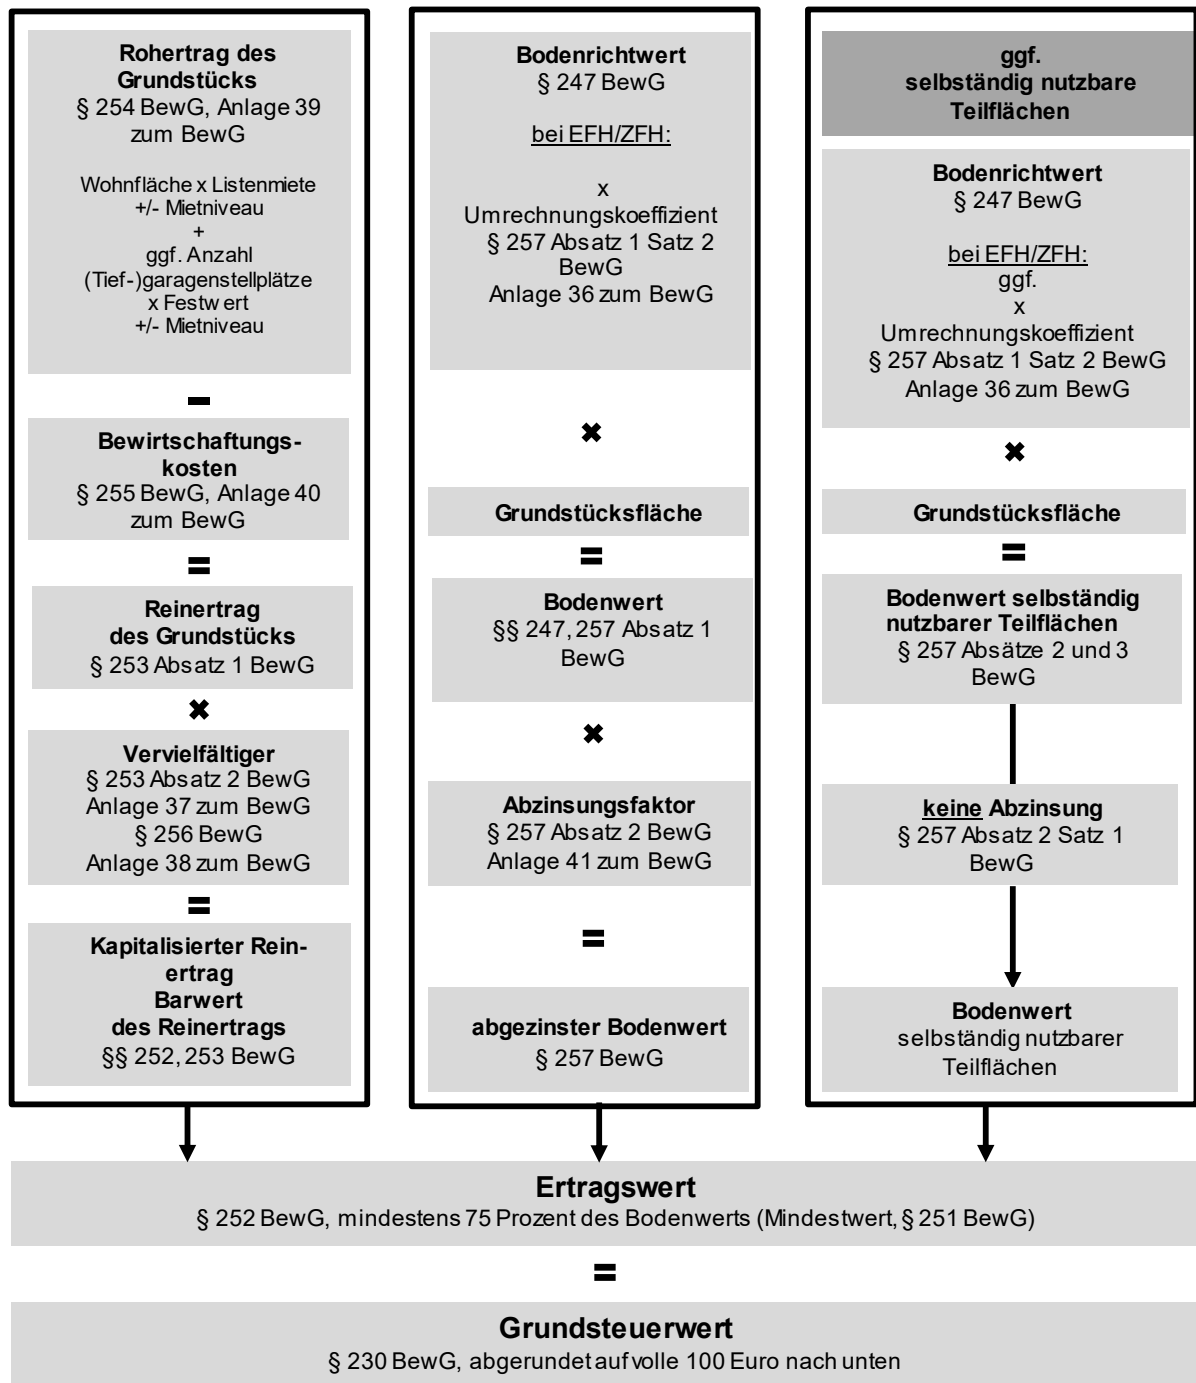 Rohertrag des
Grundstücks
§ 254 BewG, Anlage 39
zum BewG
Wohnfläche x Listenmiete
+/- Mietniveau
+
ggf. Anzahl
(Tief-)garagenstellplätze
x Festwert
+/- Mietniveau
–
Bewirtschaftungs-
kosten
§ 255 BewG, Anlage 40
zum BewG
=
Reinertrag
des Grundstücks
§ 253 Absatz 1 BewG
×
Vervielfältiger
§ 253 Absatz 2 BewG
Anlage 37 zum BewG
§ 256 BewG
Anlage 38 zum BewG
=
Kapitalisierter Rein-
ertrag
Barwert
des Reinertrags
§§ 252, 253 BewG
Bodenrichtwert
§ 247 BewG
bei EFH/ZFH:
x
Umrechnungskoeffizient
§ 257 Absatz 1 Satz 2
BewG
Anlage 36 zum BewG
×
Grundstücksfläche
=
Bodenwert
§§ 247, 257 Absatz 1
BewG
×
Abzinsungsfaktor
§ 257 Absatz 2 BewG
Anlage 41 zum BewG
=
abgezinster Bodenwert
§ 257 BewG
ggf.
selbständig nutzbare
Teilflächen
Bodenrichtwert
§ 247 BewG
bei EFH/ZFH:
ggf.
x
Umrechnungskoeffizient
§ 257 Absatz 1 Satz 2 BewG
Anlage 36 zum BewG
×
Grundstücksfläche
=
Bodenwert selbständig
nutzbarer Teilflächen
§ 257 Absätze 2 und 3
BewG
keine Abzinsung
§ 257 Absatz 2 Satz 1
BewG
Bodenwert
selbständig nutzbarer
Teilflächen
Ertragswert
§ 252 BewG, mindestens 75 Prozent des Bodenwerts (Mindestwert, § 251 BewG)
=
Grundsteuerwert
§ 230 BewG, abgerundet auf volle 100 Euro nach unten